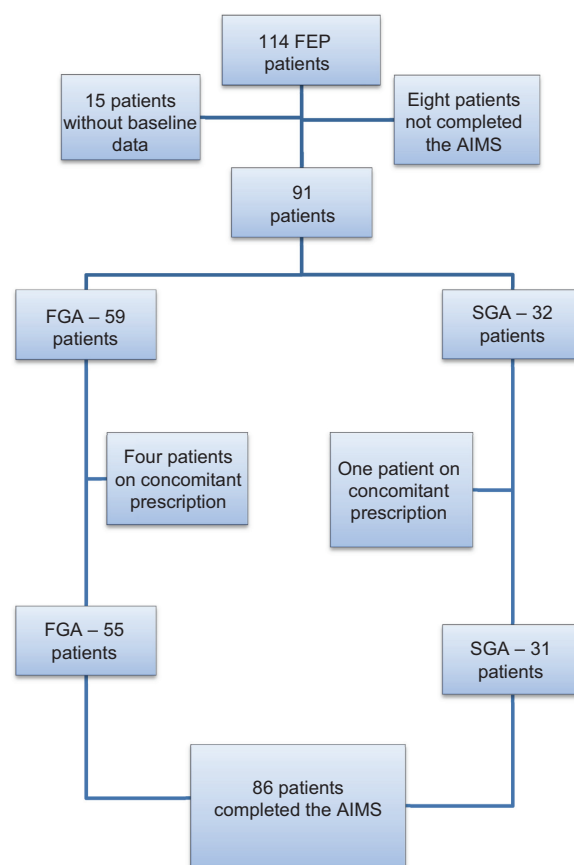 114 FEP
patients
15 patients
without baseline
data
Eight patients
not completed
the AIMS
91
patients
FGA – 59
patients
SGA – 32
patients
Four patients
on concomitant
prescription
One patient on
concomitant
prescription
FGA – 55
patients
SGA – 31
patients
86 patients
completed the AIMS